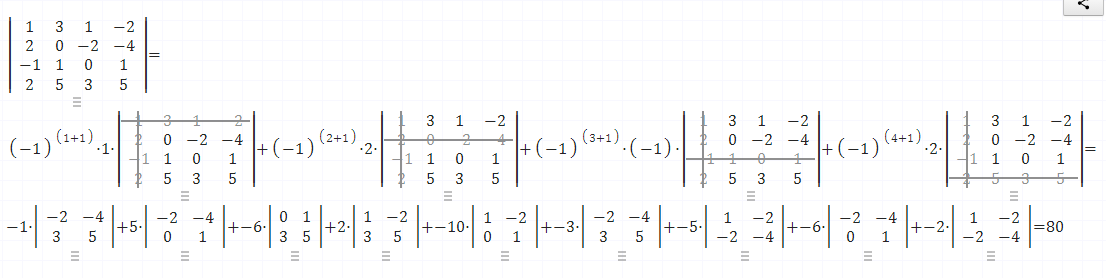 | 1 3 1 −2 |
| 2 0 −2 −4 |
| −1 1 0 1 | =
| 2 5 3 5 |
(−1)^(1+1)·1·| 1 3 1 −2 ; 2 0 −2 −4 ; −1 1 0 1 ; 2 5 3 5 |+(−1)^(2+1)·2·| 1 3 1 −2 ; 2 0 −2 −4 ; −1 1 0 1 ; 2 5 3 5 |+(−1)^(3+1)·(−1)·| 1 3 1 −2 ; 2 0 −2 −4 ; −1 1 0 1 ; 2 5 3 5 |+(−1)^(4+1)·2·| 1 3 1 −2 ; 2 0 −2 −4 ; −1 1 0 1 ; 2 5 3 5 |=
−1·| −2 −4 ; 3 5 |+5·| −2 −4 ; 0 1 |+−6·| 0 1 ; 3 5 |+2·| 1 −2 ; 3 5 |+−10·| 1 −2 ; 0 1 |+−3·| −2 −4 ; 3 5 |+−5·| 1 −2 ; −2 −4 |+−6·| −2 −4 ; 0 1 |+−2·| 1 −2 ; −2 −4 |=80